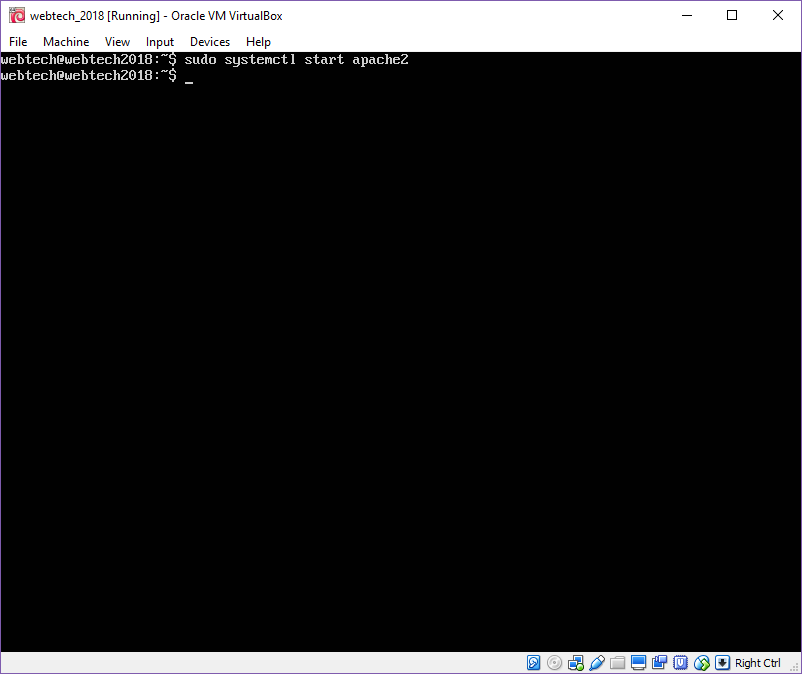 webtech_2018 [Running] - Oracle VM VirtualBox
File Machine View Input Devices Help
webtech@webtech2018:~$ sudo systemctl start apache2
webtech@webtech2018:~$ _
Right Ctrl